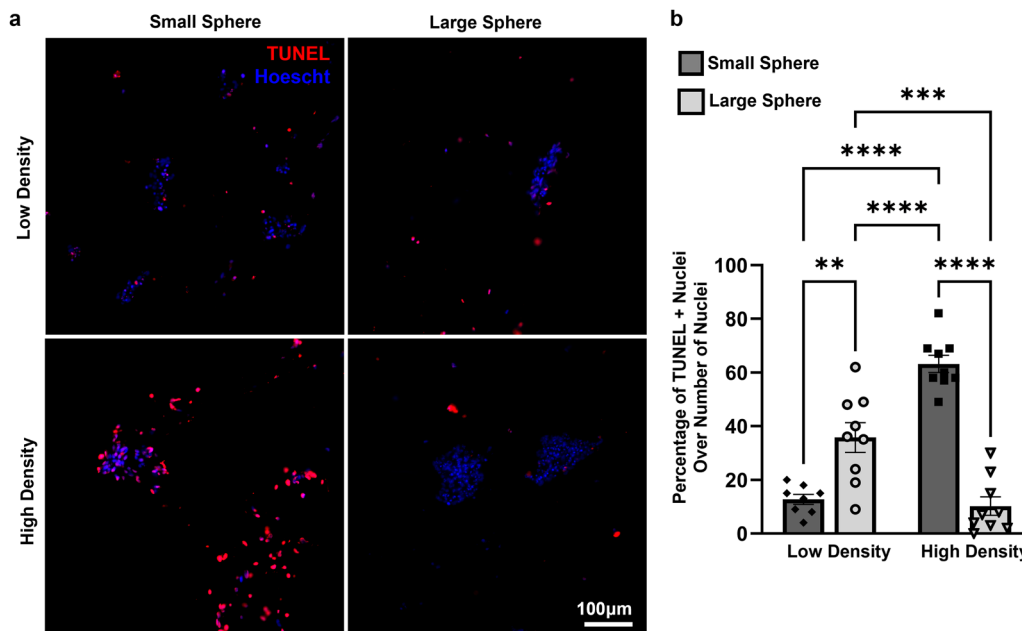 a
Small Sphere
Large Sphere
TUNEL
Hoescht
Low Density
High Density
100µm
b
Small Sphere
Large Sphere
***
****
****
**
****
Percentage of TUNEL + Nuclei
Over Number of Nuclei
100
80
60
40
20
0
Low Density
High Density